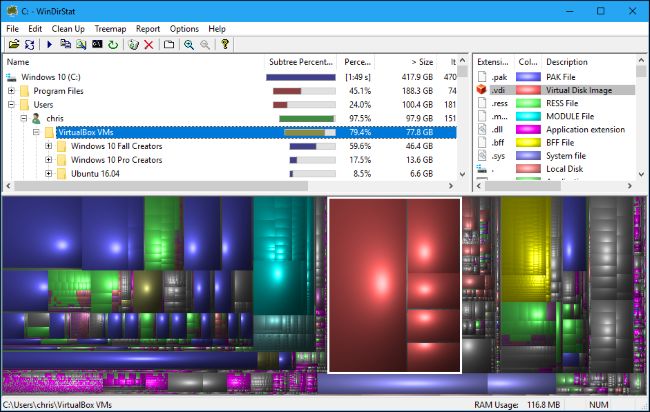 C: - WinDirStat
File Edit Clean Up Treemap Report Options Help
Name Subtree Percent... Perce... > Size It
Windows 10 (C:) [1:49 s] 417.9 GB 470
Program Files 45.1% 188.3 GB 74
Users 24.0% 100.4 GB 181
chris 97.5% 97.9 GB 151
VirtualBox VMs 79.4% 77.8 GB
Windows 10 Fall Creators 59.6% 46.4 GB
Windows 10 Pro Creators 17.5% 13.6 GB
Ubuntu 16.04 8.5% 6.6 GB
Extensi... Col... Description
.pak PAK File
.vdi Virtual Disk Image
.ress RESS File
.m... MODULE File
.dll Application extension
.bff BFF File
.sys System file
. Local Disk
C:\Users\chris\VirtualBox VMs RAM Usage: 116.8 MB NUM